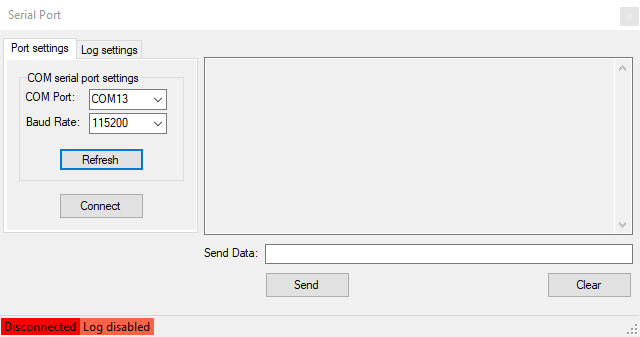 Serial Port
Port settings
Log settings
COM serial port settings
COM Port: COM13
Baud Rate: 115200
Refresh
Connect
Send Data:
Send
Clear
Disconnected Log disabled